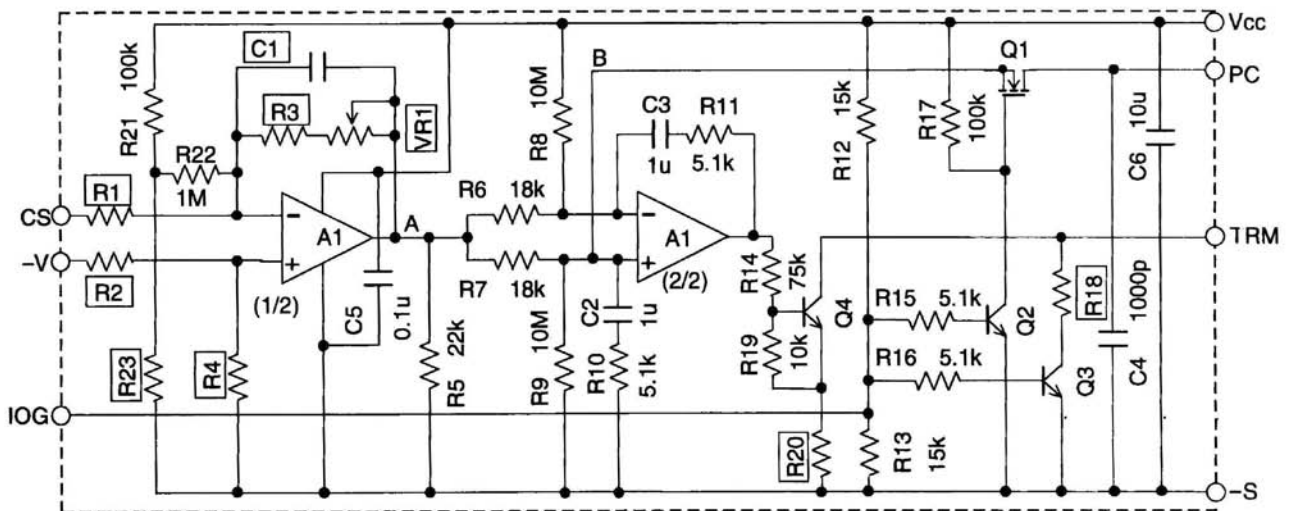 Vcc
Q1
PC
C1
B
100k
R21
R3
VR1
10M
R8
C3
R11
1u
5.1k
15k
R12
R17
100k
10u
C6
R22
1M
CS
R1
-V
R2
A1
(1/2)
A
R6
18k
R7
18k
A1
(2/2)
TRM
R14
75k
Q4
R18
1000p
C4
C5
0.1u
R15
5.1k
Q2
R16
5.1k
Q3
R23
R4
22k
R5
10M
R9
C2
1u
R10
5.1k
R19
10k
IOG
R20
R13
15k
-S